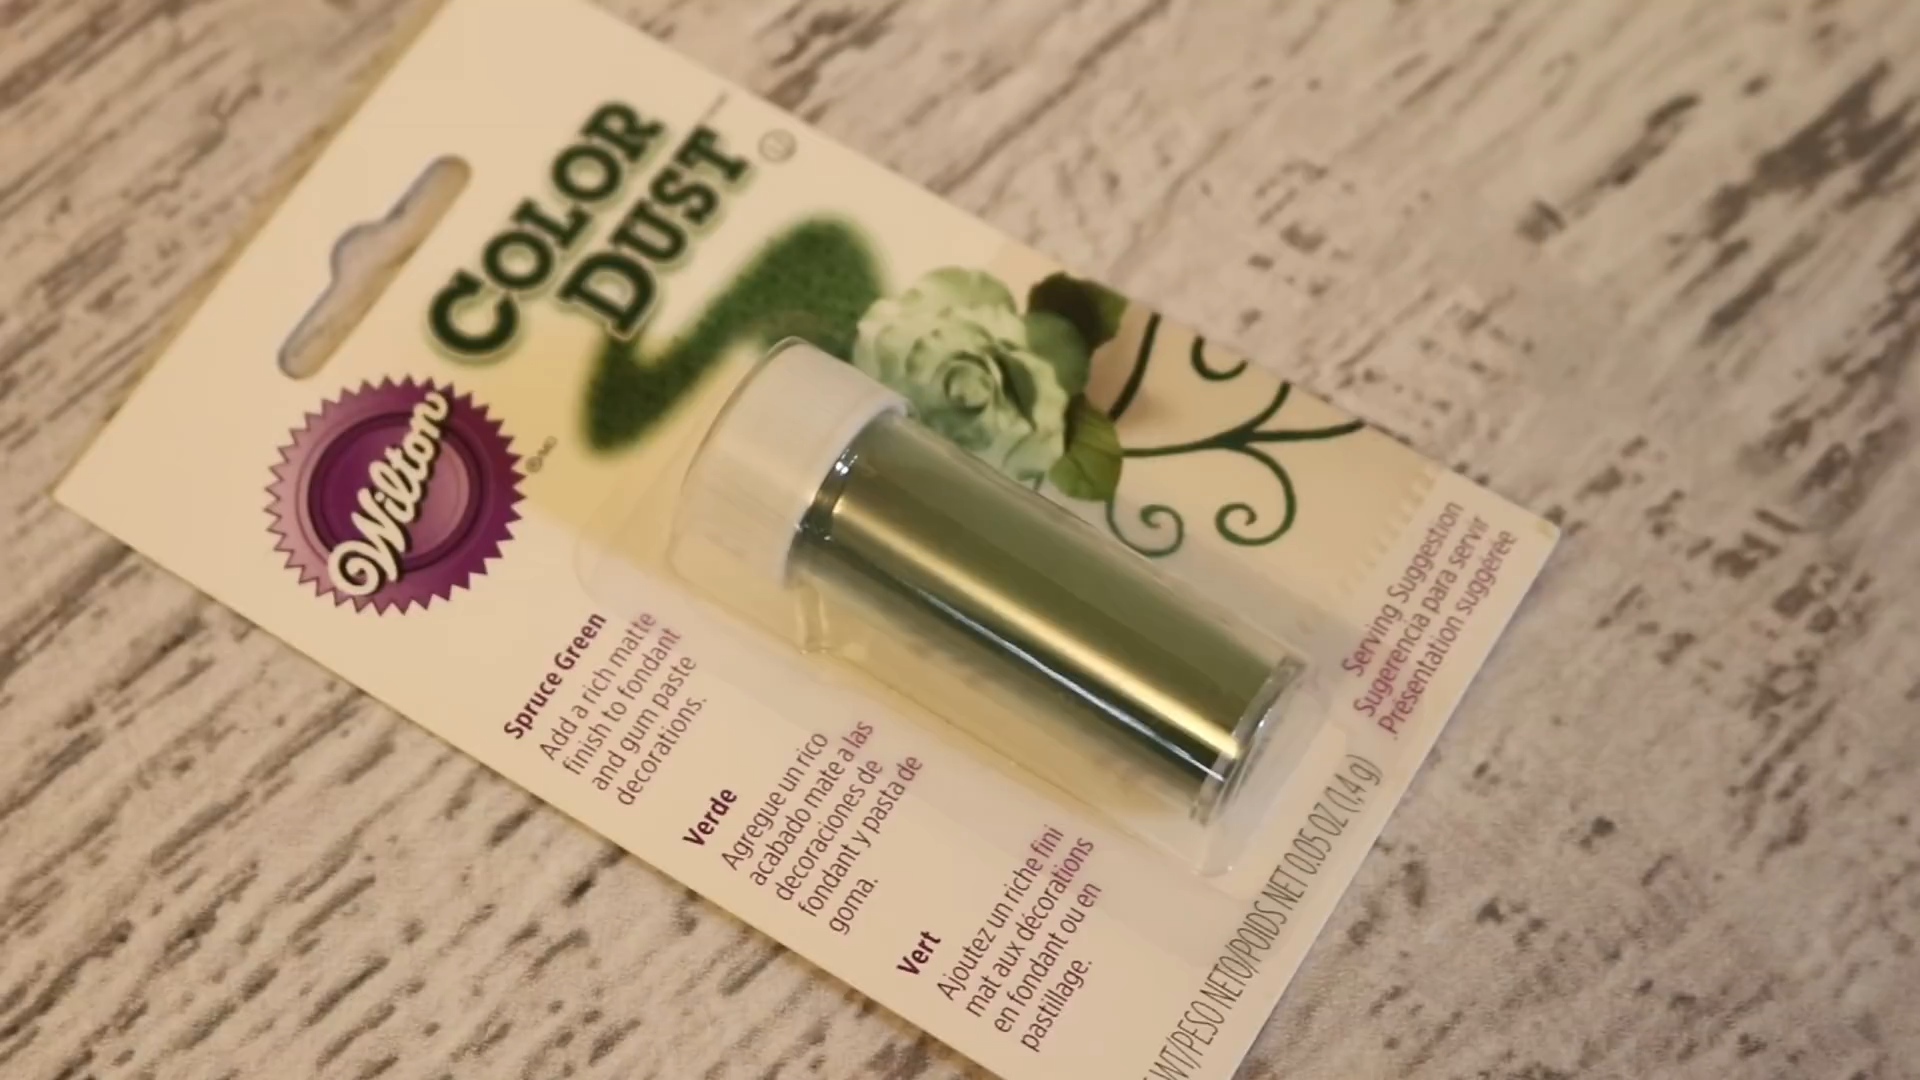 COLOR
DUST
Wilton
Spruce Green
Add a rich matte
finish to fondant
and gum paste
decorations.
Verde
Agregue un rico
acabado mate a las
decoraciones de
fondant y pasta de
goma.
Vert
Ajoutez un riche fini
mat aux décorations
en fondant ou en
pastillage.
Serving Suggestion
Sugerencia para servir
Présentation suggérée
WT/PESO NETO/POIDS NET 0.05 OZ (1,4 g)